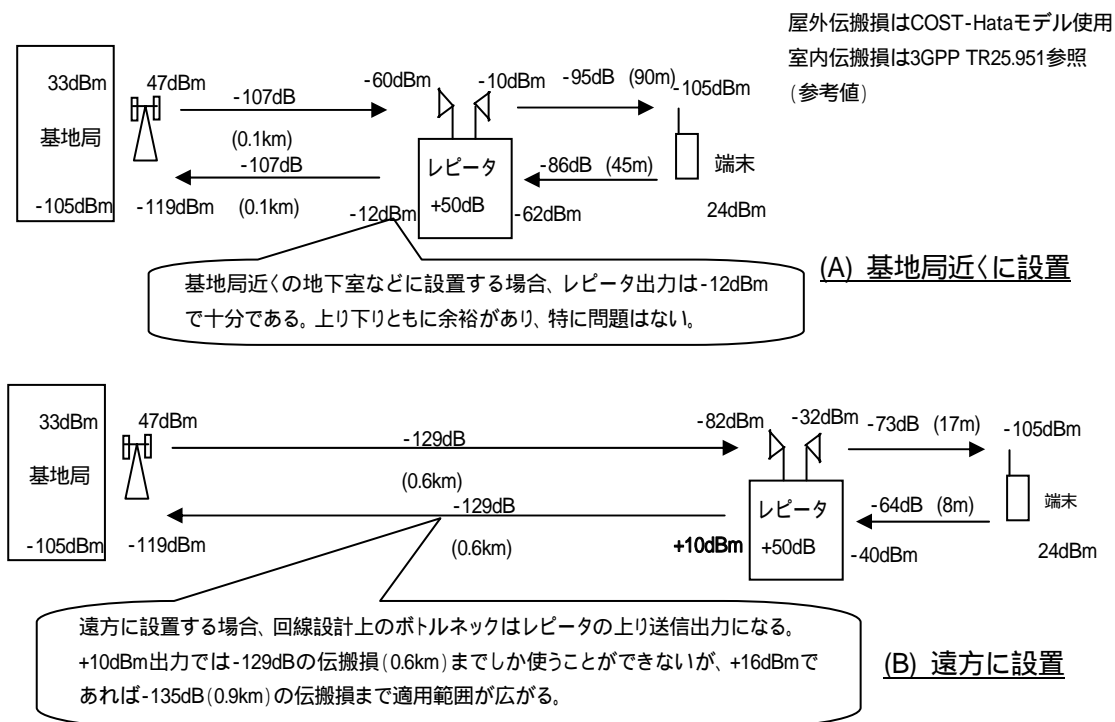 屋外伝搬損はCOST-Hataモデル使用
室内伝搬損は3GPP TR25.951参照
(参考値)
33dBm
47dBm
-107dB
-60dBm
-10dBm
-95dB (90m)
-105dBm
基地局
(0.1km)
-107dB
レピータ
-86dB (45m)
端末
-105dBm
-119dBm
(0.1km)
-12dBm
+50dB
-62dBm
24dBm
(A) 基地局近くに設置
基地局近くの地下室などに設置する場合、レピータ出力は-12dBm
で十分である。上り下りともに余裕があり、特に問題はない。
33dBm
47dBm
-129dB
-82dBm
-32dBm
-73dB (17m)
-105dBm
基地局
(0.6km)
-129dB
レピータ
-64dB (8m)
端末
-105dBm
-119dBm
(0.6km)
+10dBm
+50dB
-40dBm
24dBm
遠方に設置する場合、回線設計上のボトルネックはレピータの上り送信出力になる。
+10dBm出力では-129dBの伝搬損(0.6km)までしか使うことができないが、+16dBmで
あれば-135dB(0.9km)の伝搬損まで適用範囲が広がる。
(B) 遠方に設置